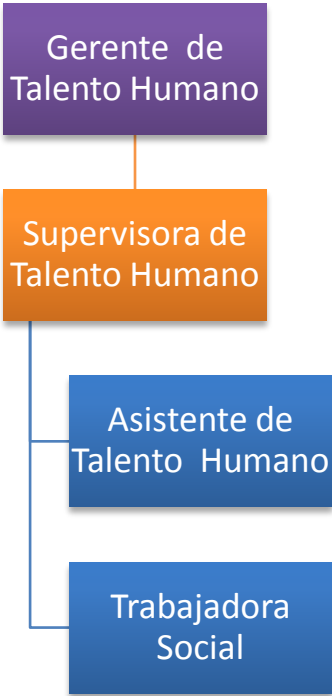 Gerente de
Talento Humano
Supervisora de
Talento Humano
Asistente de
Talento Humano
Trabajadora
Social